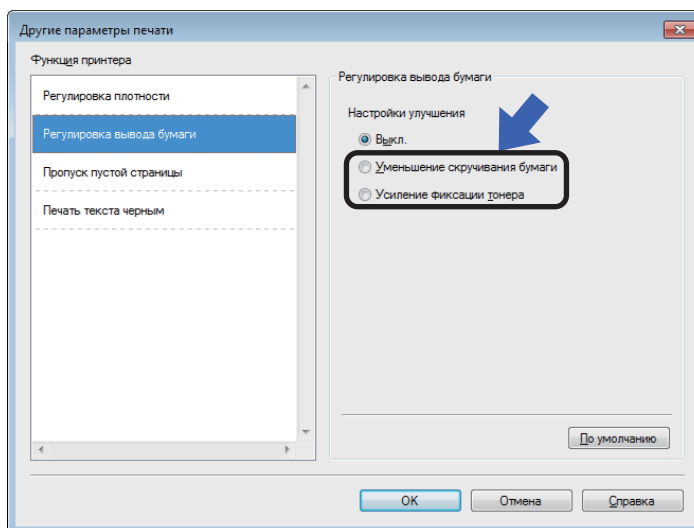 Другие параметры печати
Функция принтера
Регулировка плотности
Регулировка вывода бумаги
Пропуск пустой страницы
Печать текста черным
Регулировка вывода бумаги
Настройки улучшения
Выкл.
Уменьшение скручивания бумаги
Усиление фиксации тонера
По умолчанию
OK
Отмена
Справка